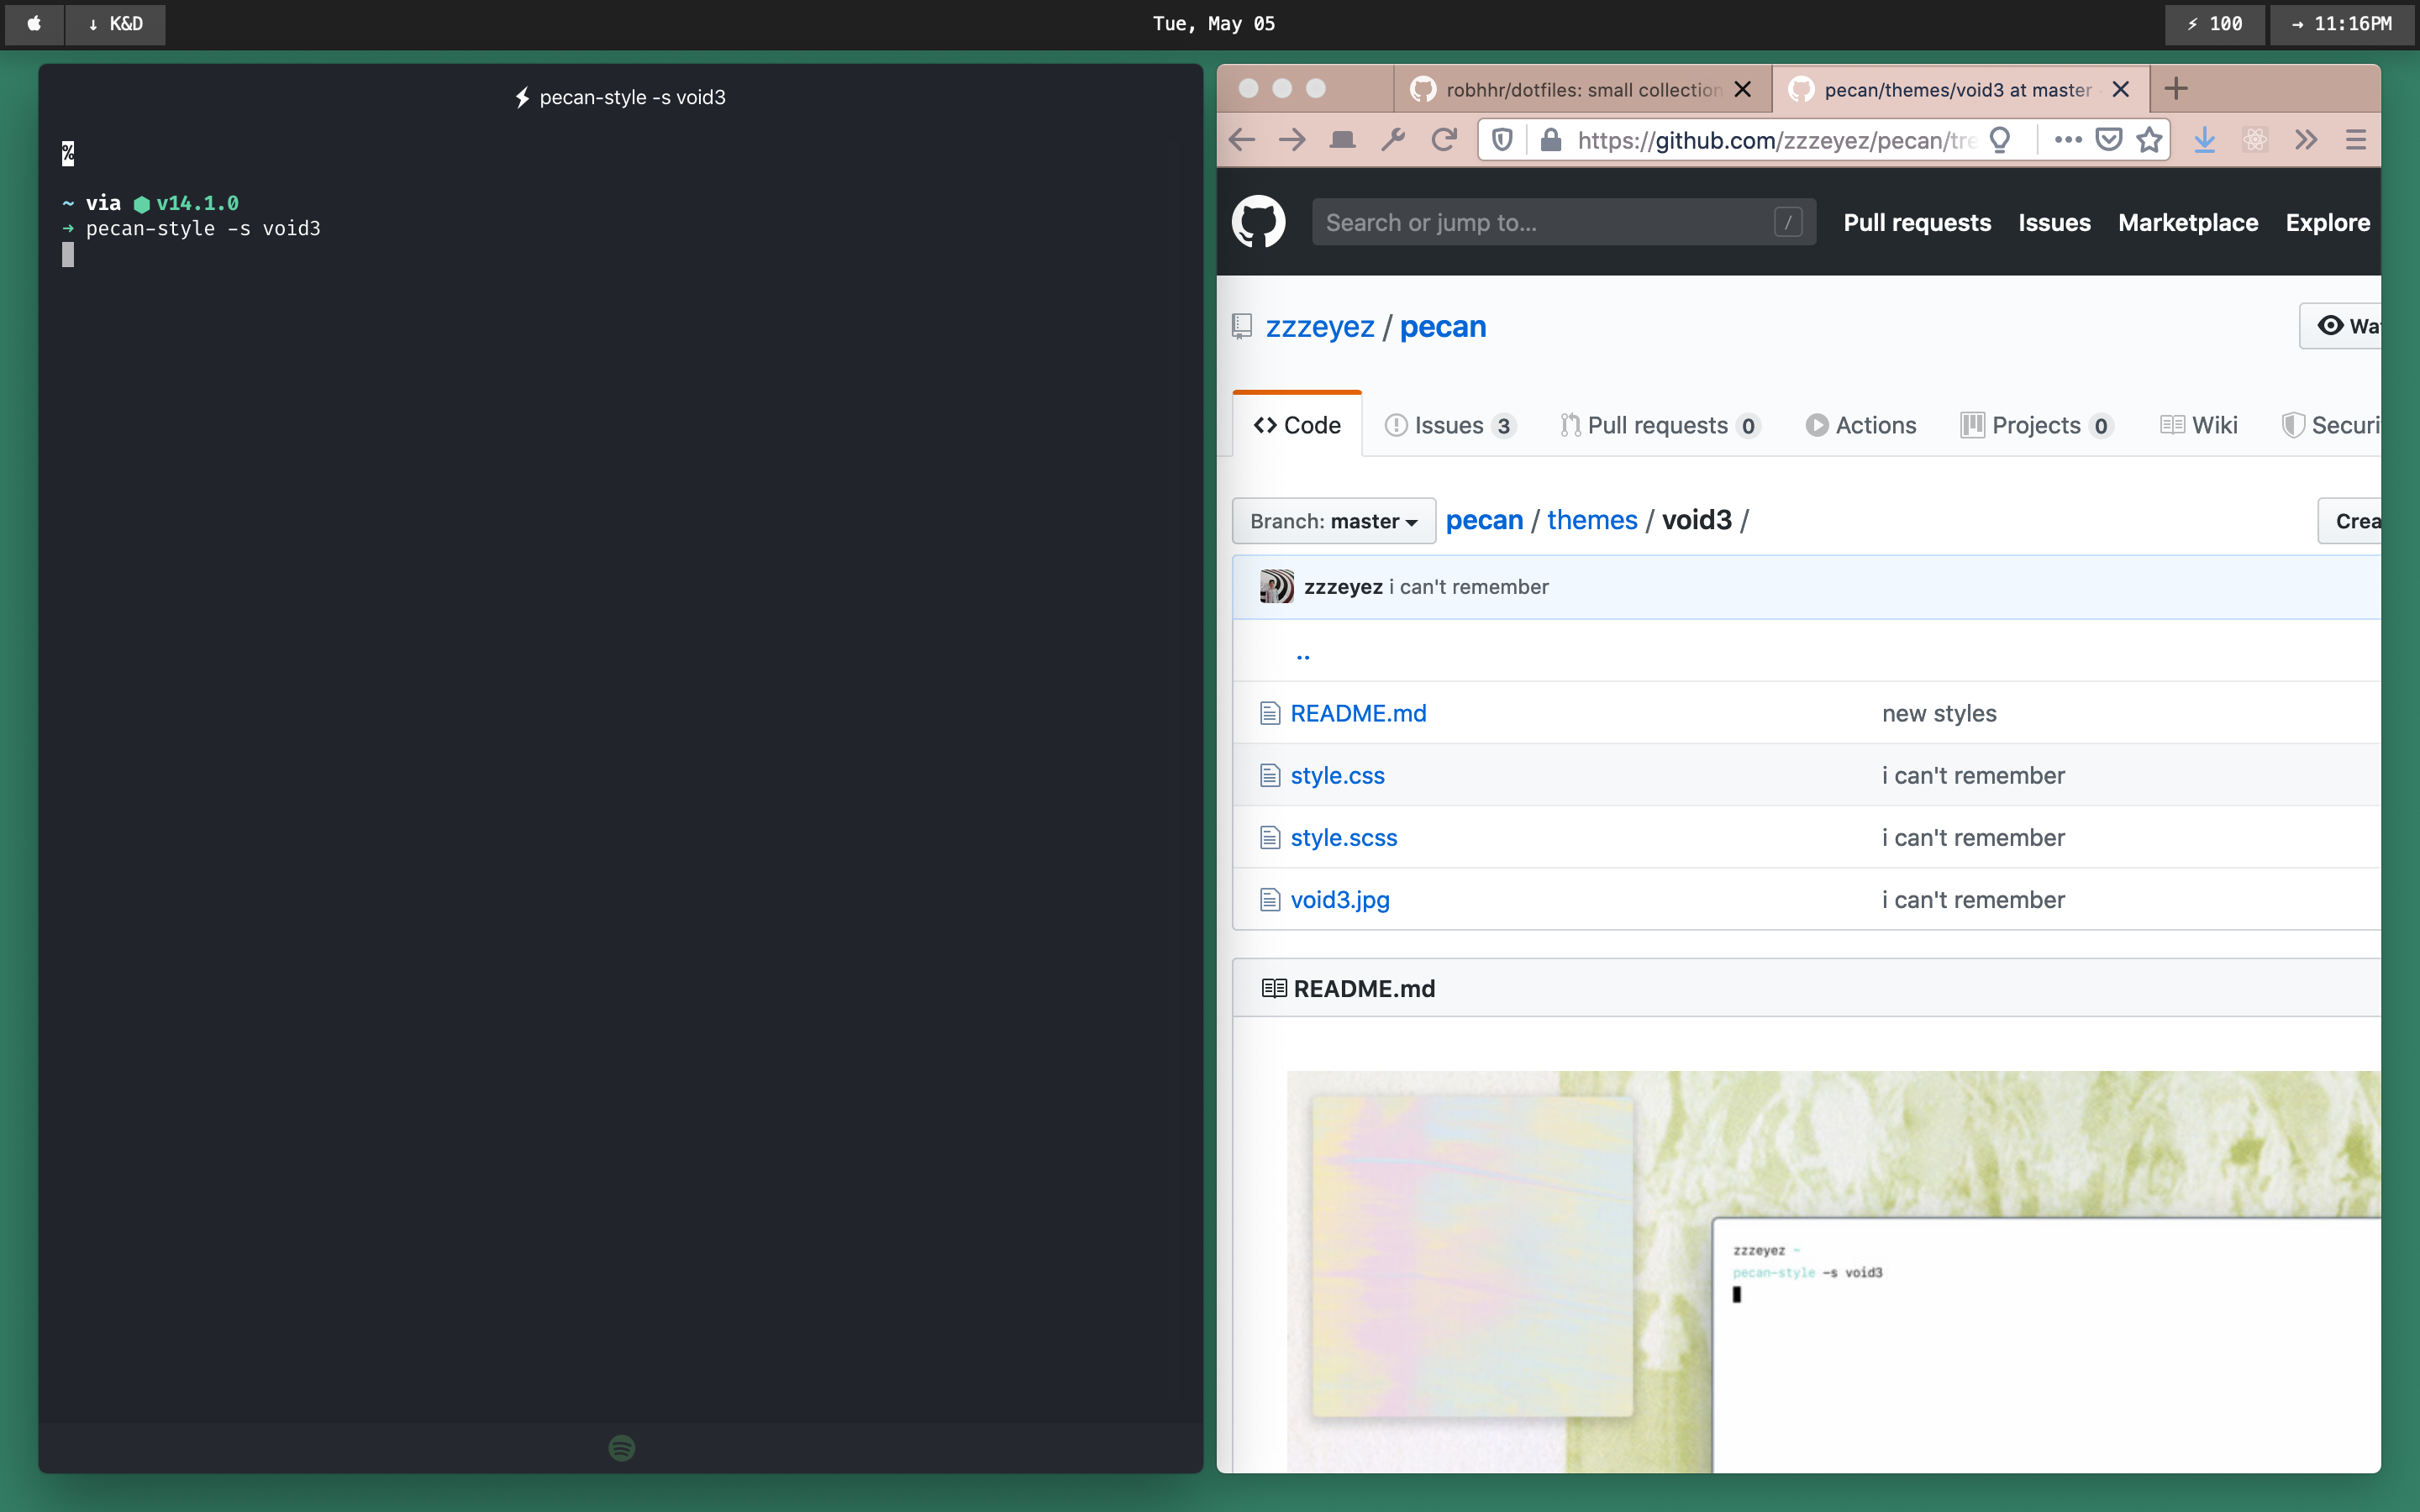 ↓ K&D
Tue, May 05
⚡ 100
→ 11:16PM
pecan-style -s void3
%
~ via ⬢ v14.1.0
→ pecan-style -s void3
robhhr/dotfiles: small collection
pecan/themes/void3 at master
https://github.com/zzzeyez/pecan/tre
Search or jump to...
/
Pull requests
Issues
Marketplace
Explore
zzzeyez / pecan
Wa
Code
Issues 3
Pull requests 0
Actions
Projects 0
Wiki
Securi
Branch: master
pecan / themes / void3 /
Crea
zzzeyez i can't remember
..
README.md new styles
style.css i can't remember
style.scss i can't remember
void3.jpg i can't remember
README.md
zzzeyez ~
pecan-style -s void3